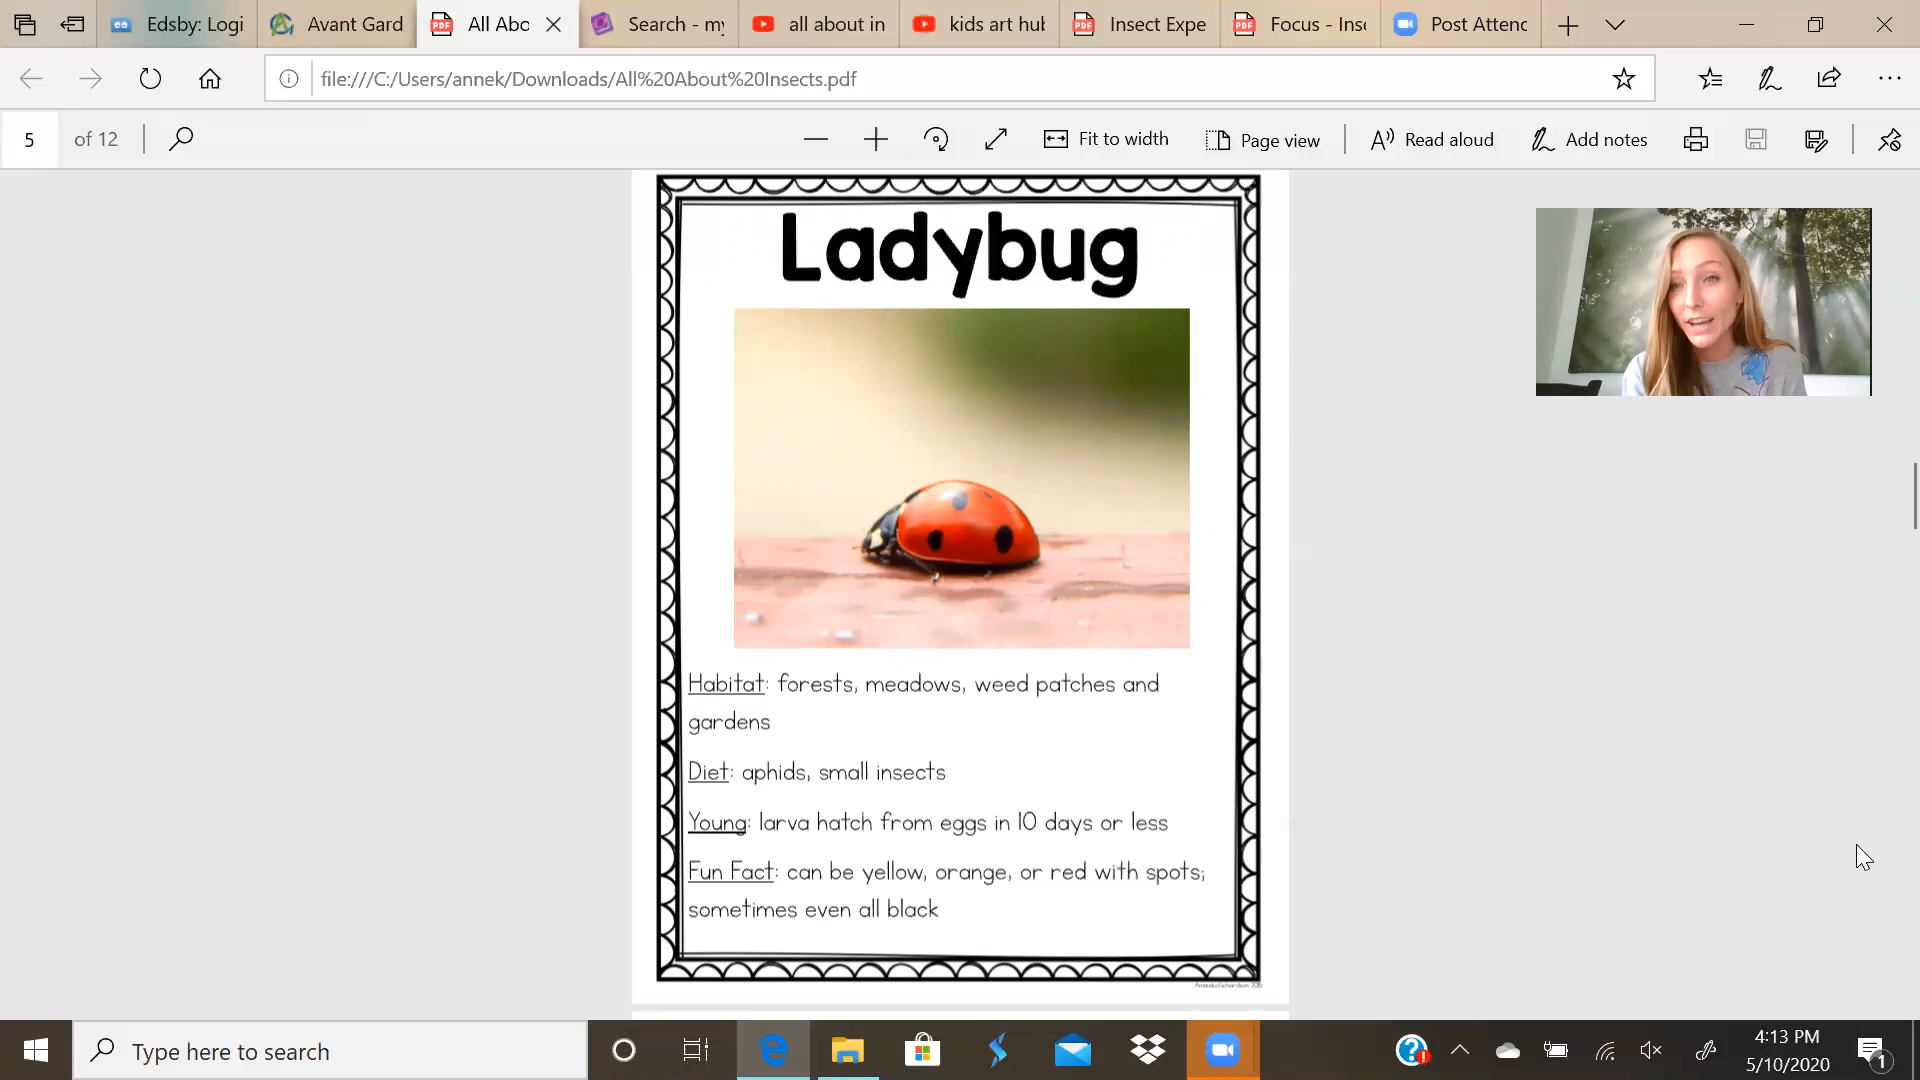 Edsby: Logi
Avant Gard
All Abo
Search - my
all about in
kids art hub
Insect Expe
Focus - Inse
Post Attenc
file:///C:/Users/annek/Downloads/All%20About%20Insects.pdf
5 of 12
Fit to width
Page view
Read aloud
Add notes
Ladybug
Habitat: forests, meadows, weed patches and
gardens
Diet: aphids, small insects
Young: larva hatch from eggs in 10 days or less
Fun Fact: can be yellow, orange, or red with spots;
sometimes even all black
Type here to search
4:13 PM
5/10/2020
1